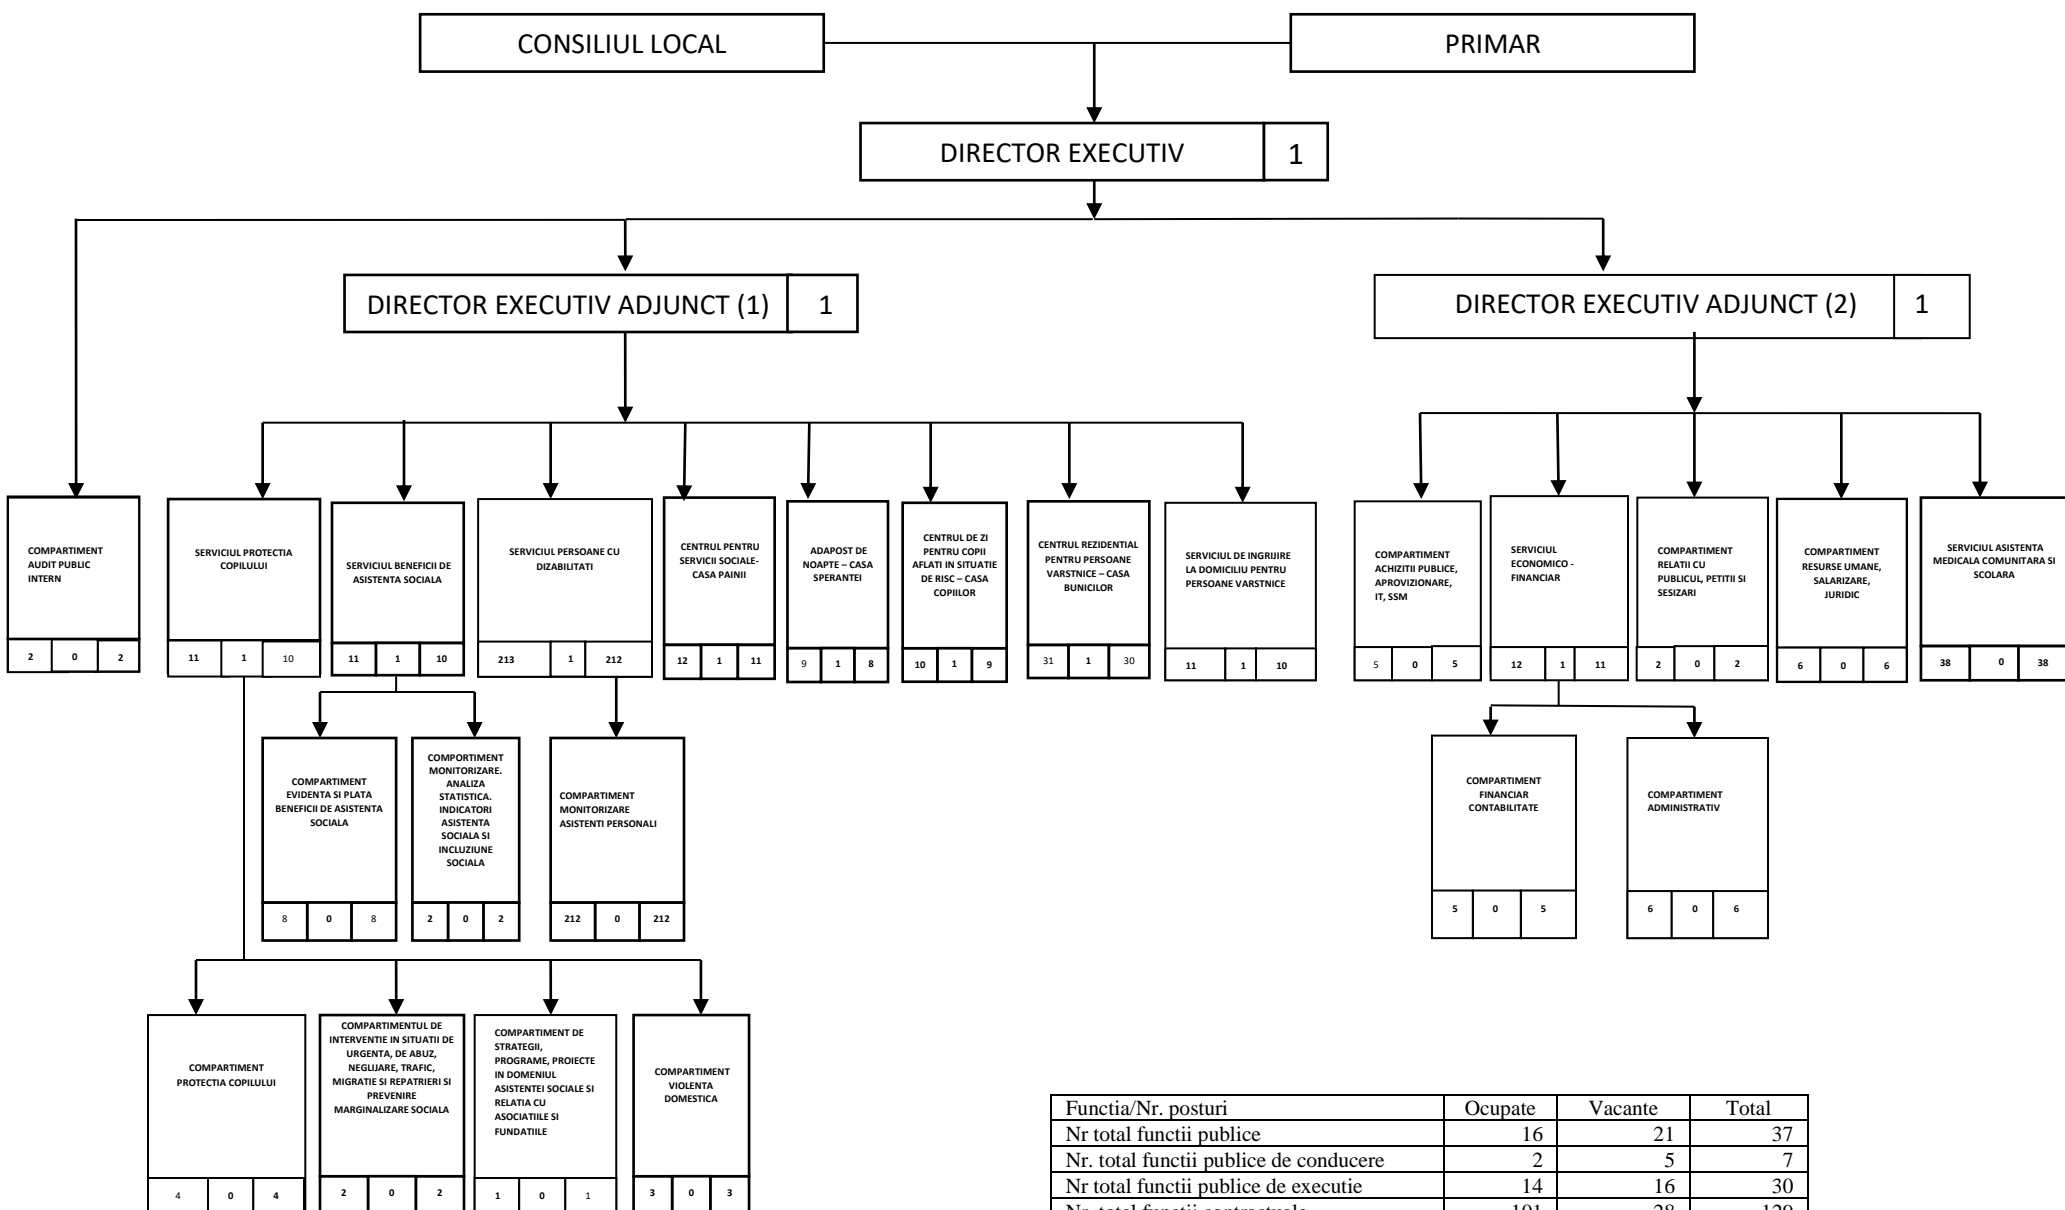 CONSILIUL LOCAL
PRIMAR
DIRECTOR EXECUTIV 1
DIRECTOR EXECUTIV ADJUNCT (1) 1
DIRECTOR EXECUTIV ADJUNCT (2) 1
COMPARTIMENT
AUDIT PUBLIC
INTERN
2 0 2
SERVICIUL PROTECTIA
COPILULUI
11 1 10
SERVICIUL BENEFICII DE
ASISTENTA SOCIALA
11 1 10
SERVICIUL PERSOANE CU
DIZABILITATI
213 1 212
CENTRUL PENTRU
SERVICII SOCIALE-
CASA PAINII
12 1 11
ADAPOST DE
NOAPTE – CASA
SPERANTEI
9 1 8
CENTRUL DE ZI
PENTRU COPII
AFLATI IN SITUATIE
DE RISC – CASA
COPIILOR
10 1 9
CENTRUL REZIDENTIAL
PENTRU PERSOANE
VARSTNICE – CASA
BUNICILOR
31 1 30
SERVICIUL DE INGRIJIRE
LA DOMICILIU PENTRU
PERSOANE VARSTNICE
11 1 10
COMPARTIMENT
ACHIZITII PUBLICE,
APROVIZIONARE,
IT, SSM
5 0 5
SERVICIUL
ECONOMICO -
FINANCIAR
12 1 11
COMPARTIMENT
RELATII CU
PUBLICUL, PETITII SI
SESIZARI
2 0 2
COMPARTIMENT
RESURSE UMANE,
SALARIZARE,
JURIDIC
6 0 6
SERVICIUL ASISTENTA
MEDICALA COMUNITARA SI
SCOLARA
38 0 38
COMPARTIMENT
EVIDENTA SI PLATA
BENEFICII DE ASISTENTA
SOCIALA
8 0 8
COMPORTIMENT
MONITORIZARE.
ANALIZA
STATISTICA.
INDICATORI
ASISTENTA
SOCIALA SI
INCLUZIUNE
SOCIALA
2 0 2
COMPARTIMENT
MONITORIZARE
ASISTENTI PERSONALI
212 0 212
COMPARTIMENT
FINANCIAR
CONTABILITATE
5 0 5
COMPARTIMENT
ADMINISTRATIV
6 0 6
COMPARTIMENT
PROTECTIA COPILULUI
4 0 4
COMPARTIMENTUL DE
INTERVENTIE IN SITUATII DE
URGENTA, DE ABUZ,
NEGLIJARE, TRAFIC,
MIGRATIE SI REPATRIERI SI
PREVENIRE
MARGINALIZARE SOCIALA
2 0 2
COMPARTIMENT DE
STRATEGII,
PROGRAME, PROIECTE
IN DOMENIUL
ASISTENTEI SOCIALE SI
RELATIA CU
ASOCIATIILE SI
FUNDATIILE
1 0 1
COMPARTIMENT
VIOLENTA
DOMESTICA
3 0 3
Functia/Nr. posturi Ocupate Vacante Total
Nr total functii publice 16 21 37
Nr. total functii publice de conducere 2 5 7
Nr total functii publice de executie 14 16 30
Nr. total functii contractuale 101 28 129